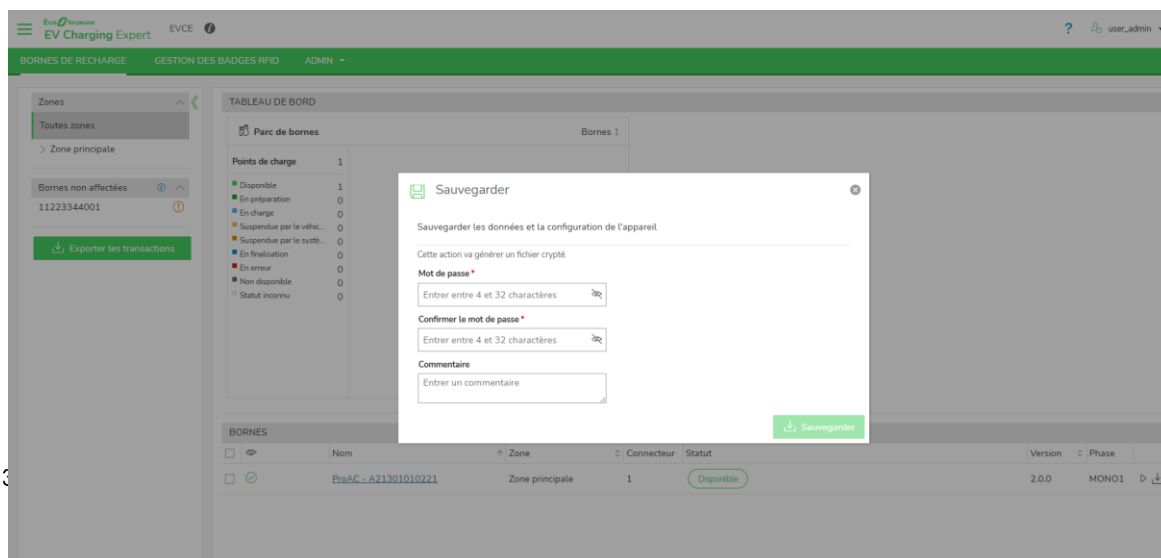 EcoStruxure
EV Charging Expert
EVCE
?
user_admin
BORNES DE RECHARGE
GESTION DES BADGES RFID
ADMIN
Zones
Toutes zones
Zone principale
Bornes non affectées
11223344001
Exporter les transactions
TABLEAU DE BORD
Parc de bornes
Bornes 1
Points de charge 1
Disponible 1
En préparation 0
En charge 0
Suspendue par le véhic... 0
Suspendue par le systè... 0
En finalisation 0
En erreur 0
Non disponible 0
Statut inconnu 0
Sauvegarder
Sauvegarder les données et la configuration de l'appareil
Cette action va générer un fichier crypté.
Mot de passe *
Entrer entre 4 et 32 charactères
Confirmer le mot de passe *
Entrer entre 4 et 32 charactères
Commentaire
Entrer un commentaire
Sauvegarder
BORNES
Nom Zone Connecteur Statut Version Phase
ProAC - A21301010221 Zone principale 1 Disponible 2.0.0 MONO1